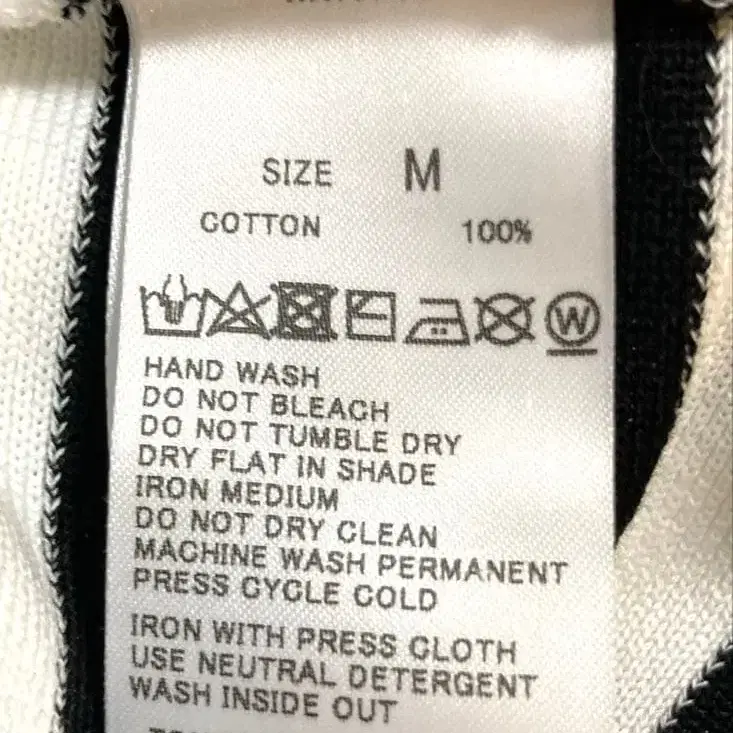 SIZE M
COTTON 100%
W
HAND WASH
DO NOT BLEACH
DO NOT TUMBLE DRY
DRY FLAT IN SHADE
IRON MEDIUM
DO NOT DRY CLEAN
MACHINE WASH PERMANENT
PRESS CYCLE COLD
IRON WITH PRESS CLOTH
USE NEUTRAL DETERGENT
WASH INSIDE OUT